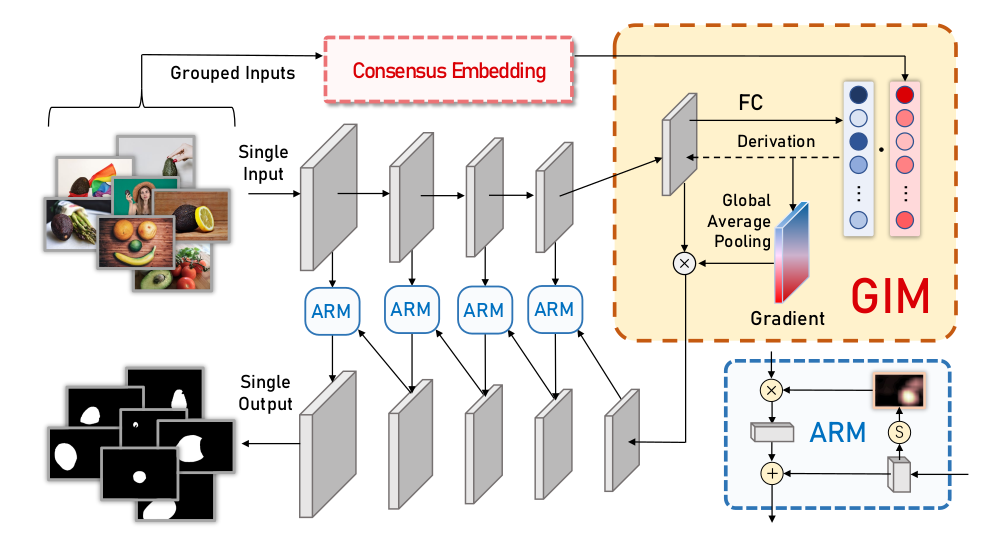 Grouped Inputs
Consensus Embedding
Single
Input
FC
Derivation
Global
Average
Pooling
Gradient
GIM
ARM
ARM
ARM
ARM
Single
Output
ARM
S